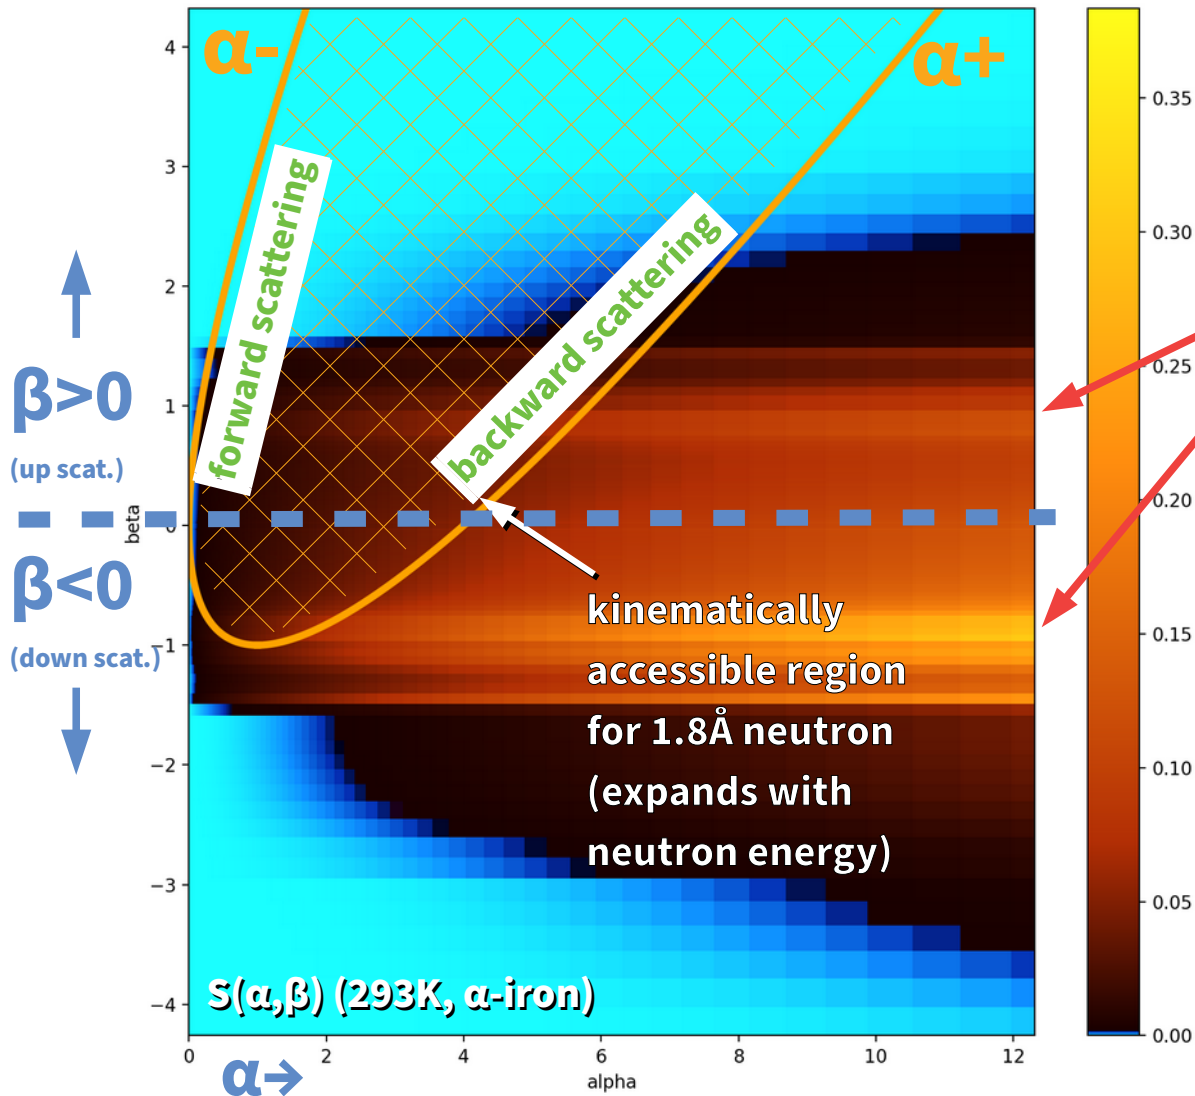 α-
α+
forward scattering
backward scattering
β>0
(up scat.)
β<0
(down scat.)
beta
4
3
2
1
0
−1
−2
−3
−4
kinematically
accessible region
for 1.8Å neutron
(expands with
neutron energy)
S(α,β) (293K, α-iron)
0 2 4 6 8 10 12
alpha
α→
0.35
0.30
0.25
0.20
0.15
0.10
0.05
0.00